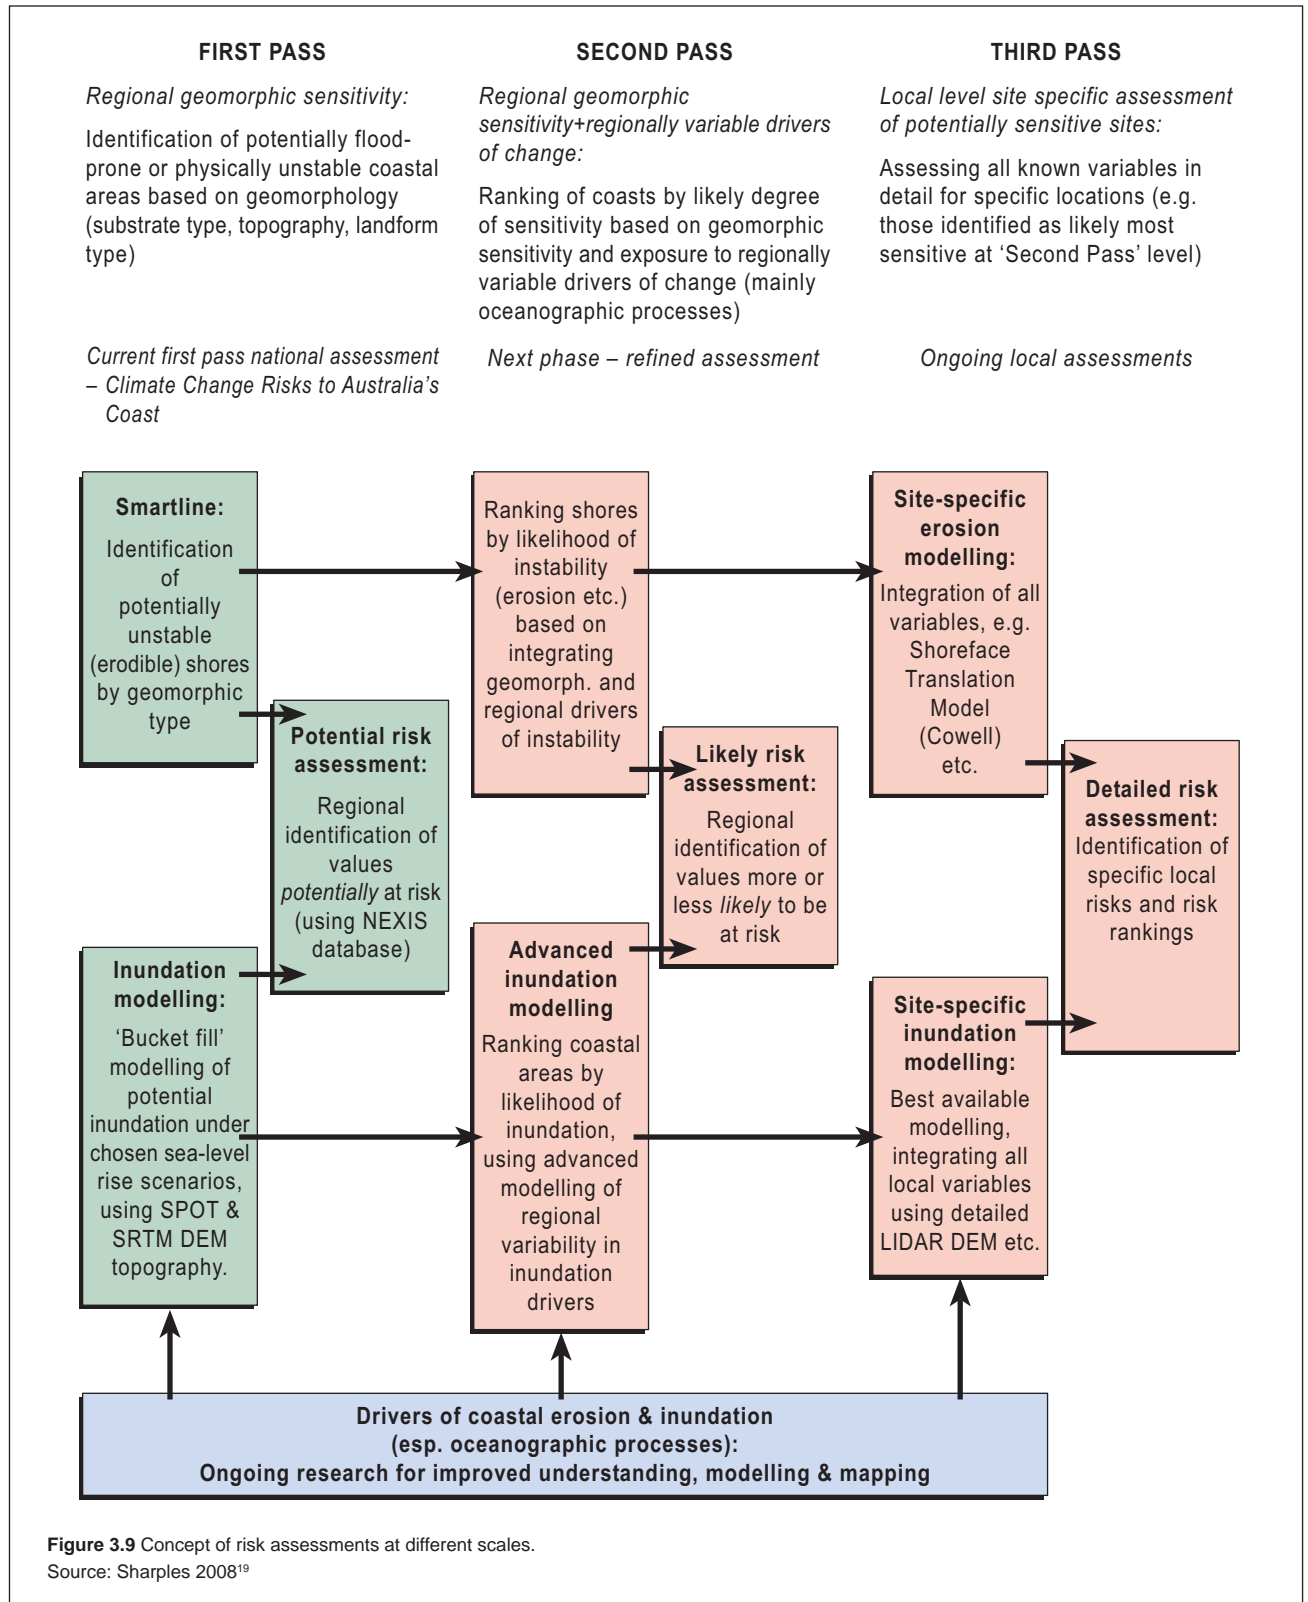 FIRST PASS
Regional geomorphic sensitivity:
Identification of potentially flood-
prone or physically unstable coastal
areas based on geomorphology
(substrate type, topography, landform
type)
Current first pass national assessment
– Climate Change Risks to Australia's
Coast
SECOND PASS
Regional geomorphic
sensitivity+regionally variable drivers
of change:
Ranking of coasts by likely degree
of sensitivity based on geomorphic
sensitivity and exposure to regionally
variable drivers of change (mainly
oceanographic processes)
Next phase – refined assessment
THIRD PASS
Local level site specific assessment
of potentially sensitive sites:
Assessing all known variables in
detail for specific locations (e.g.
those identified as likely most
sensitive at ‘Second Pass’ level)
Ongoing local assessments
Smartline:
Identification
of
potentially
unstable
(erodible) shores
by geomorphic
type
Potential risk
assessment:
Regional
identification of
values
potentially at risk
(using NEXIS
database)
Inundation
modelling:
‘Bucket fill’
modelling of
potential
inundation under
chosen sea-level
rise scenarios,
using SPOT &
SRTM DEM
topography.
Ranking shores
by likelihood of
instability
(erosion etc.)
based on
integrating
geomorph. and
regional drivers
of instability
Likely risk
assessment:
Regional
identification of
values more or
less likely to be
at risk
Advanced
inundation
modelling
Ranking coastal
areas by
likelihood of
inundation,
using advanced
modelling of
regional
variability in
inundation
drivers
Site-specific
erosion
modelling:
Integration of all
variables, e.g.
Shoreface
Translation
Model
(Cowell)
etc.
Detailed risk
assessment:
Identification of
specific local
risks and risk
rankings
Site-specific
inundation
modelling:
Best available
modelling,
integrating all
local variables
using detailed
LIDAR DEM etc.
Drivers of coastal erosion & inundation
(esp. oceanographic processes):
Ongoing research for improved understanding, modelling & mapping
Figure 3.9 Concept of risk assessments at different scales.
Source: Sharples 2008¹⁹